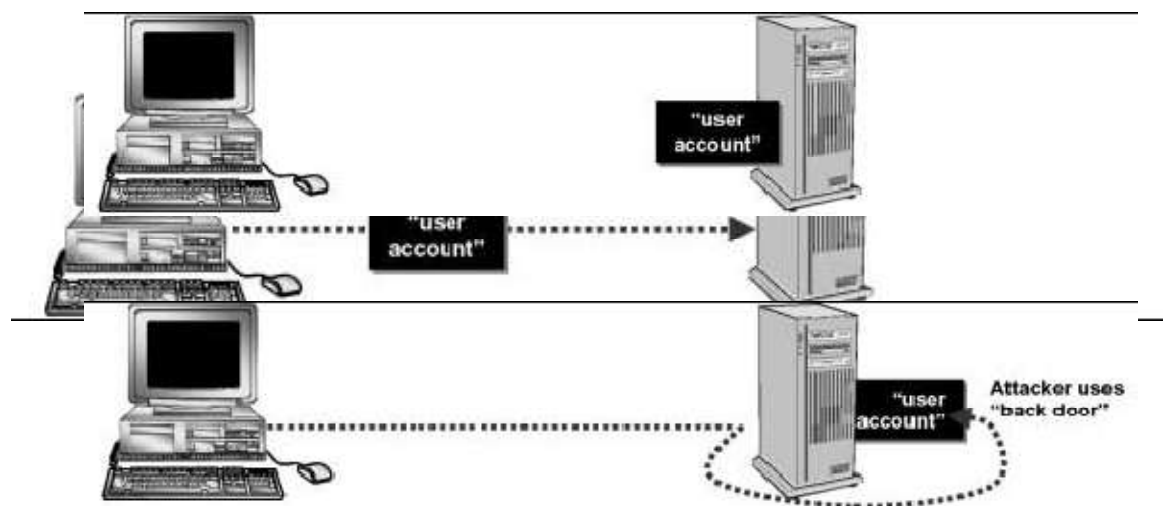 “user
account”
“user
account”
“user
account”
Attacker uses
“back door”